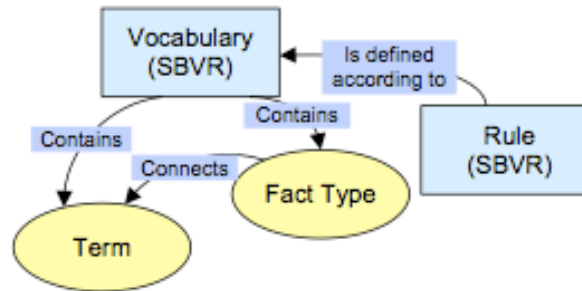 Vocabulary
(SBVR)
Is defined
according to
Contains
Contains
Rule
(SBVR)
Connects
Fact Type
Term